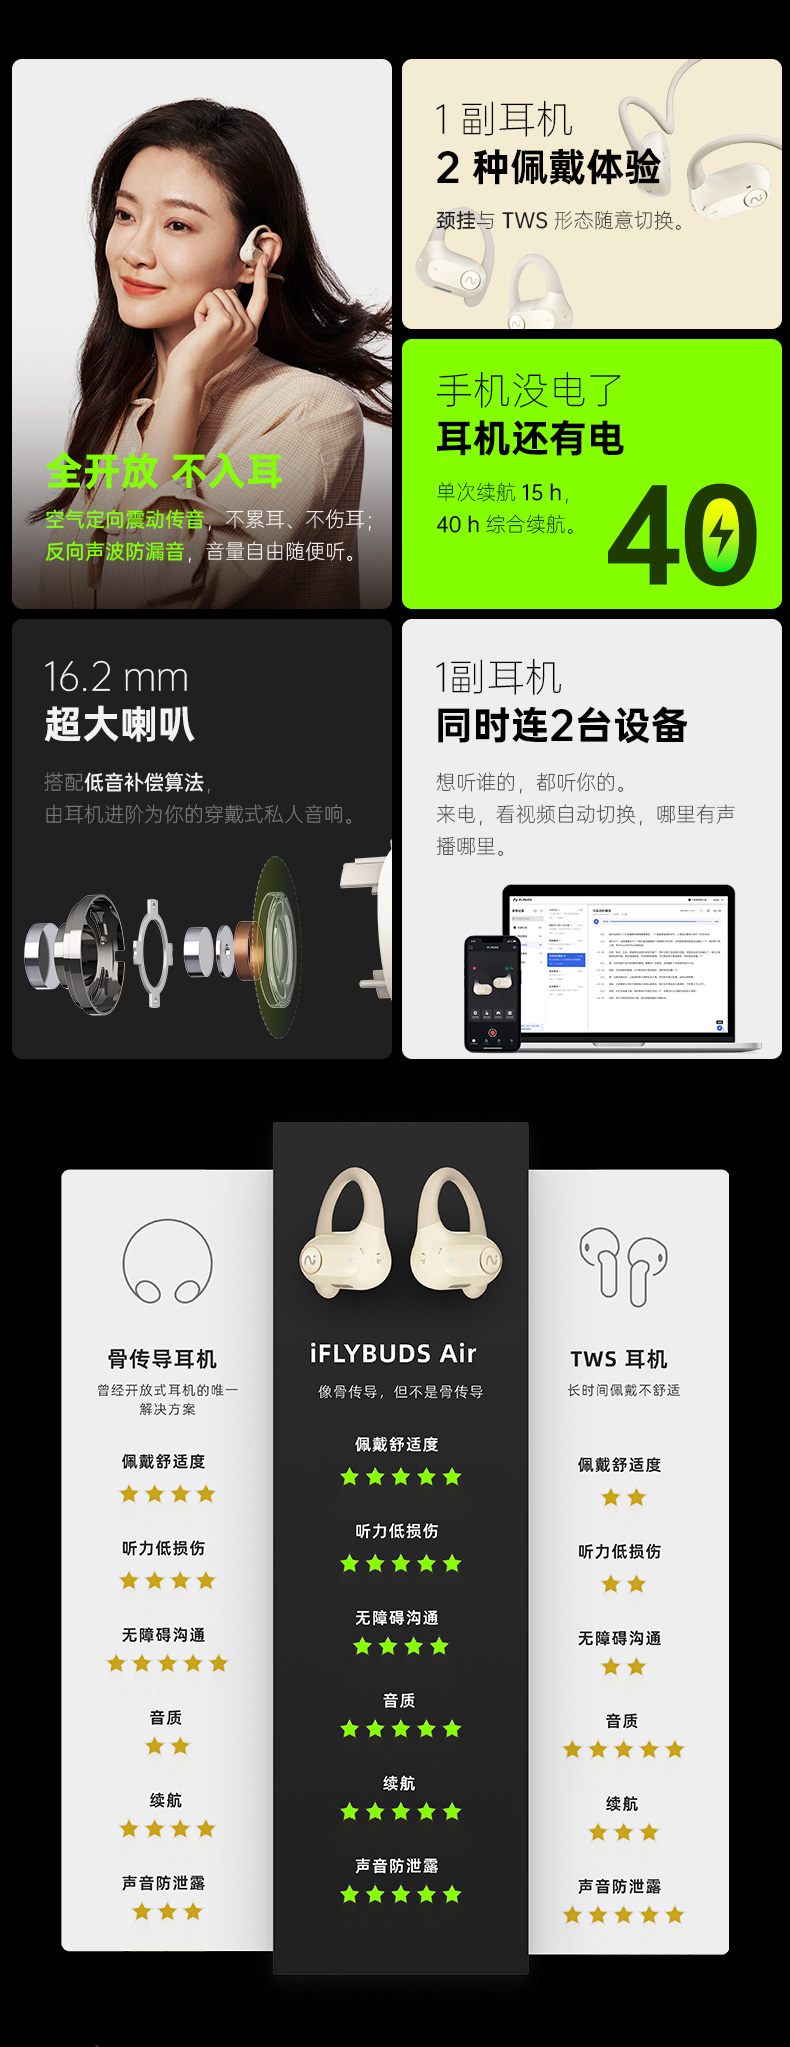 全开放 不入耳
空气定向震动传音，不累耳、不伤耳；
反向声波防漏音，音量自由随便听。
1 副耳机
2 种佩戴体验
颈挂与 TWS 形态随意切换。
手机没电了
耳机还有电
单次续航 15 h，
40 h 综合续航。
40
16.2 mm
超大喇叭
搭配低音补偿算法，
由耳机进阶为你的穿戴式私人音响。
1副耳机
同时连2台设备
想听谁的，都听你的。
来电，看视频自动切换，哪里有声
播哪里。
骨传导耳机
曾经开放式耳机的唯一
解决方案
佩戴舒适度
听力低损伤
无障碍沟通
音质
续航
声音防泄露
iFLYBUDS Air
像骨传导，但不是骨传导
佩戴舒适度
听力低损伤
无障碍沟通
音质
续航
声音防泄露
TWS 耳机
长时间佩戴不舒适
佩戴舒适度
听力低损伤
无障碍沟通
音质
续航
声音防泄露